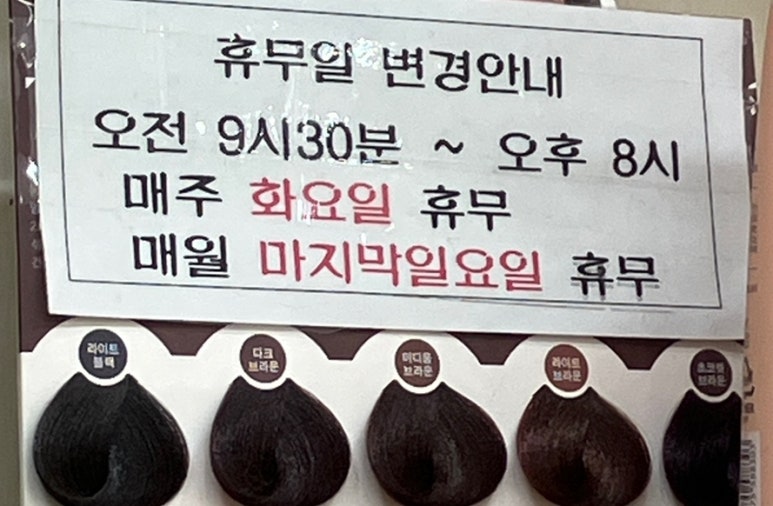 휴무일 변경안내
오전 9시30분 ~ 오후 8시
매주 화요일 휴무
매월 마지막일요일 휴무
라이트
블랙
다크
브라운
미디움
브라운
라이트
브라운
브라운